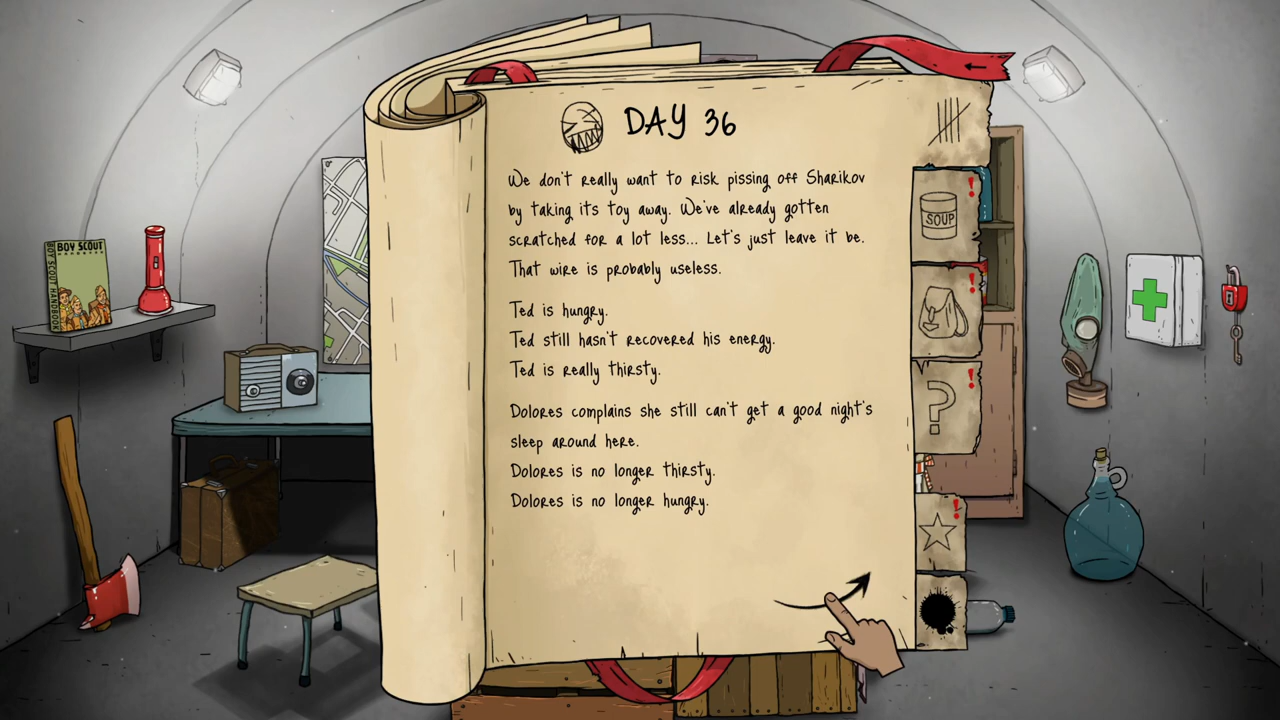 DAY 36
We don't really want to risk pissing off Sharikov
by taking its toy away. We've already gotten
scratched for a lot less... Let's just leave it be.
That wire is probably useless.
Ted is hungry.
Ted still hasn't recovered his energy.
Ted is really thirsty.
Dolores complains she still can't get a good night's
sleep around here.
Dolores is no longer thirsty.
Dolores is no longer hungry.
!
SOUP
!
!
?
!
BOY SCOUT
BOY SCOUT HANDBOOK